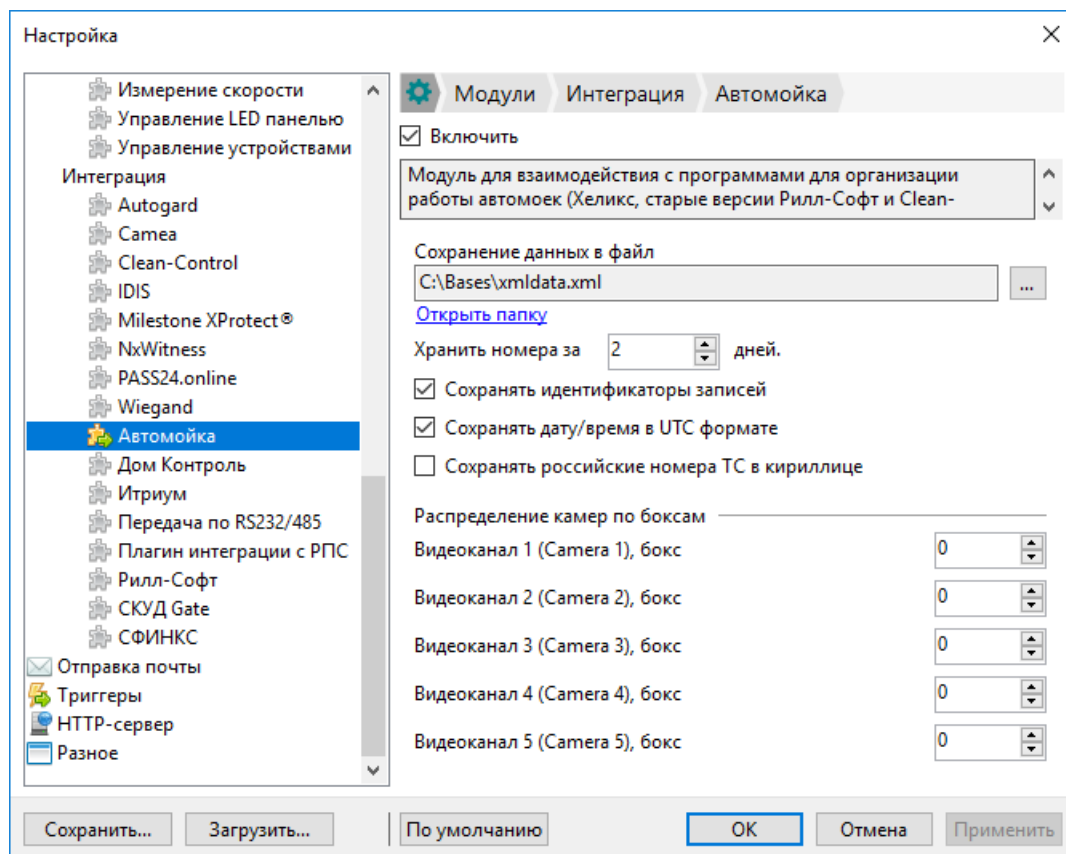 Настройка
Измерение скорости
Управление LED панелью
Управление устройствами
Интеграция
Autogard
Camea
Clean-Control
IDIS
Milestone XProtect®
NxWitness
PASS24.online
Wiegand
Автомойка
Дом Контроль
Итриум
Передача по RS232/485
Плагин интеграции с РПС
Рилл-Софт
СКУД Gate
СФИНКС
Отправка почты
Триггеры
HTTP-сервер
Разное
Модули Интеграция Автомойка
Включить
Модуль для взаимодействия с программами для организации
работы автомоек (Хеликс, старые версии Рилл-Софт и Clean-
Сохранение данных в файл
C:\Bases\xmldata.xml
...
Открыть папку
Хранить номера за 2 дней.
Сохранять идентификаторы записей
Сохранять дату/время в UTC формате
Сохранять российские номера ТС в кириллице
Распределение камер по боксам
Видеоканал 1 (Camera 1), бокс 0
Видеоканал 2 (Camera 2), бокс 0
Видеоканал 3 (Camera 3), бокс 0
Видеоканал 4 (Camera 4), бокс 0
Видеоканал 5 (Camera 5), бокс 0
Сохранить... Загрузить... По умолчанию OK Отмена Применить